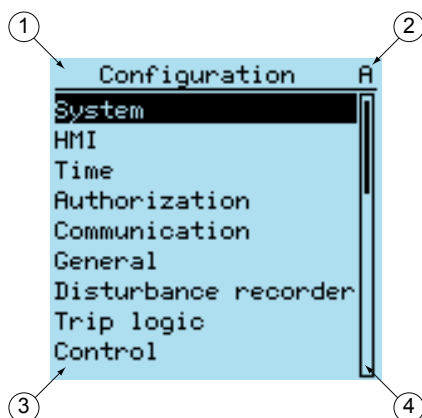 1 2
Configuration A
System
HMI
Time
Authorization
Communication
General
Disturbance recorder
Trip logic
Control
3 4